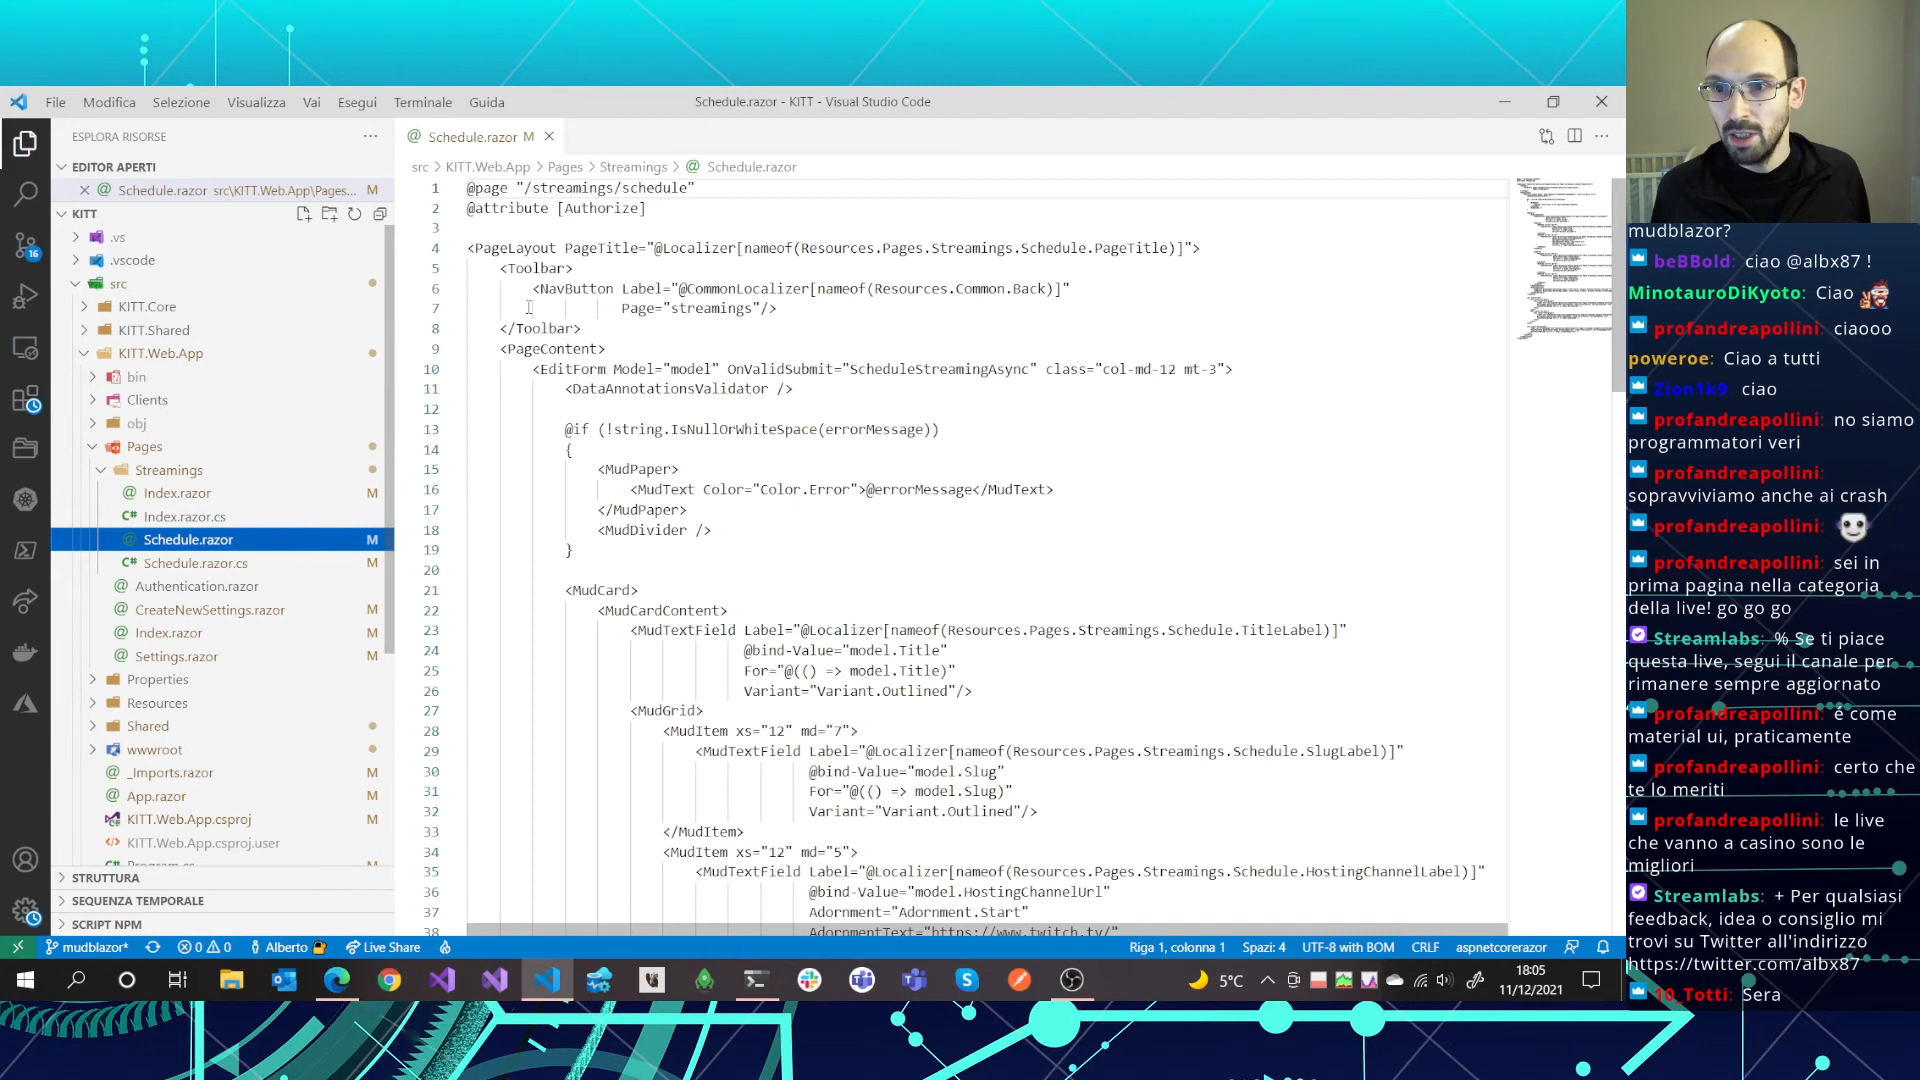 File Modifica Selezione Visualizza Vai Esegui Terminale Guida
Schedule.razor - KITT - Visual Studio Code
ESPLORA RISORSE
EDITOR APERTI
Schedule.razor src\KITT.Web.App\Pages... M
KITT
.vs
.vscode
src
KITT.Core
KITT.Shared
KITT.Web.App
bin
Clients
obj
Pages
Streamings
Index.razor M
Index.razor.cs
Schedule.razor M
Schedule.razor.cs
Authentication.razor
CreateNewSettings.razor M
Index.razor M
Settings.razor M
Properties
Resources
Shared
wwwroot
_Imports.razor M
App.razor M
KITT.Web.App.csproj M
KITT.Web.App.csproj.user
Program.cs
STRUTTURA
SEQUENZA TEMPORALE
SCRIPT NPM
16
Schedule.razor M
src > KITT.Web.App > Pages > Streamings > Schedule.razor
1 @page "/streamings/schedule"
2 @attribute [Authorize]
3
4 <PageLayout PageTitle="@Localizer[nameof(Resources.Pages.Streamings.Schedule.PageTitle)]">
5 <Toolbar>
6 <NavButton Label="@CommonLocalizer[nameof(Resources.Common.Back)]"
7 Page="streamings"/>
8 </Toolbar>
9 <PageContent>
10 <EditForm Model="model" OnValidSubmit="ScheduleStreamingAsync" class="col-md-12 mt-3">
11 <DataAnnotationsValidator />
12
13 @if (!string.IsNullOrWhiteSpace(errorMessage))
14 {
15 <MudPaper>
16 <MudText Color="Color.Error">@errorMessage</MudText>
17 </MudPaper>
18 <MudDivider />
19 }
20
21 <MudCard>
22 <MudCardContent>
23 <MudTextField Label="@Localizer[nameof(Resources.Pages.Streamings.Schedule.TitleLabel)]"
24 @bind-Value="model.Title"
25 For="@(() => model.Title)"
26 Variant="Variant.Outlined"/>
27 <MudGrid>
28 <MudItem xs="12" md="7">
29 <MudTextField Label="@Localizer[nameof(Resources.Pages.Streamings.Schedule.SlugLabel)]"
30 @bind-Value="model.Slug"
31 For="@(() => model.Slug)"
32 Variant="Variant.Outlined"/>
33 </MudItem>
34 <MudItem xs="12" md="5">
35 <MudTextField Label="@Localizer[nameof(Resources.Pages.Streamings.Schedule.HostingChannelLabel)]"
36 @bind-Value="model.HostingChannelUrl"
37 Adornment="Adornment.Start"
38 AdornmentText="https://www.twitch.tv/"
mudblazor* 0 0 Alberto Live Share
Riga 1, colonna 1 Spazi: 4 UTF-8 with BOM CRLF aspnetcorerazor
5°C
18:05
11/12/2021
mudblazor?
beBBold: ciao @albx87 !
MinotauroDiKyoto: Ciao
profandreapollini: ciaooo
poweroe: Ciao a tutti
Zion1k9: ciao
profandreapollini: no siamo
programmatori veri
profandreapollini:
sopravviviamo anche ai crash
profandreapollini:
profandreapollini: sei in
prima pagina nella categoria
della live! go go go
Streamlabs: % Se ti piace
questa live, segui il canale per
rimanere sempre aggiornato
profandreapollini: é come
material ui, praticamente
profandreapollini: certo che
te lo meriti
profandreapollini: le live
che vanno a casino sono le
migliori
Streamlabs: + Per qualsiasi
feedback, idea o consiglio mi
trovi su Twitter all'indirizzo
https://twitter.com/albx87
10_Totti: Sera